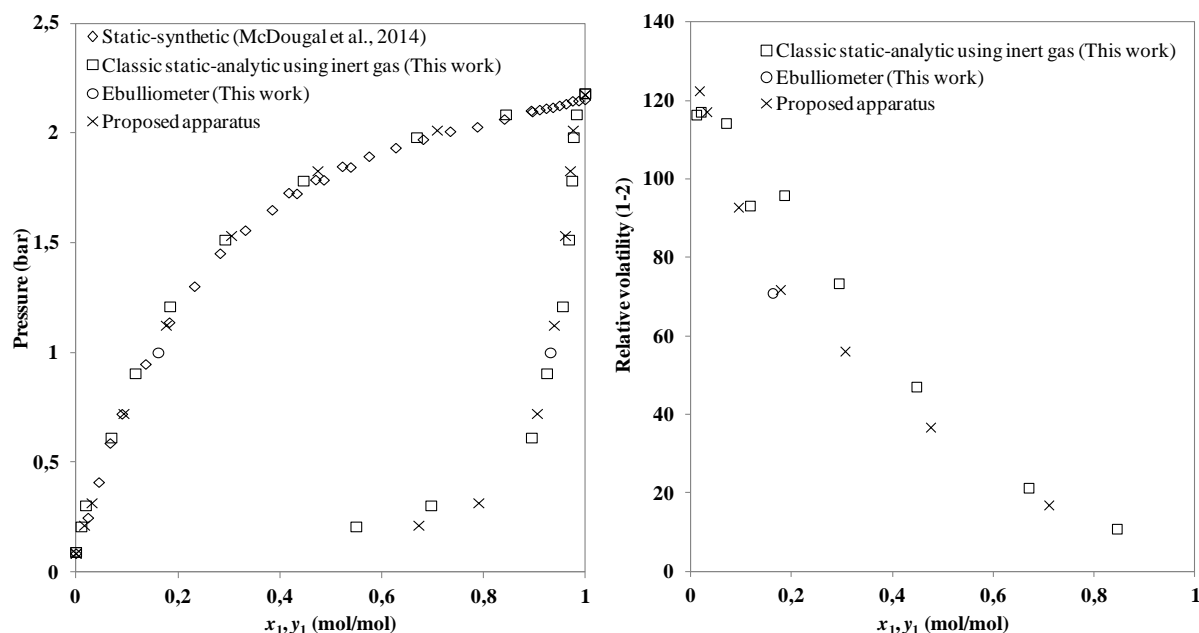 2,5
2
1,5
1
0,5
0
Pressure (bar)
◇ Static-synthetic (McDougal et al., 2014)
□ Classic static-analytic using inert gas (This work)
○ Ebulliometer (This work)
× Proposed apparatus
0 0,2 0,4 0,6 0,8 1
x₁, y₁ (mol/mol)
140
120
100
80
60
40
20
0
Relative volatility (1-2)
□ Classic static-analytic using inert gas (This work)
○ Ebulliometer (This work)
× Proposed apparatus
0 0,2 0,4 0,6 0,8 1
x₁, y₁ (mol/mol)